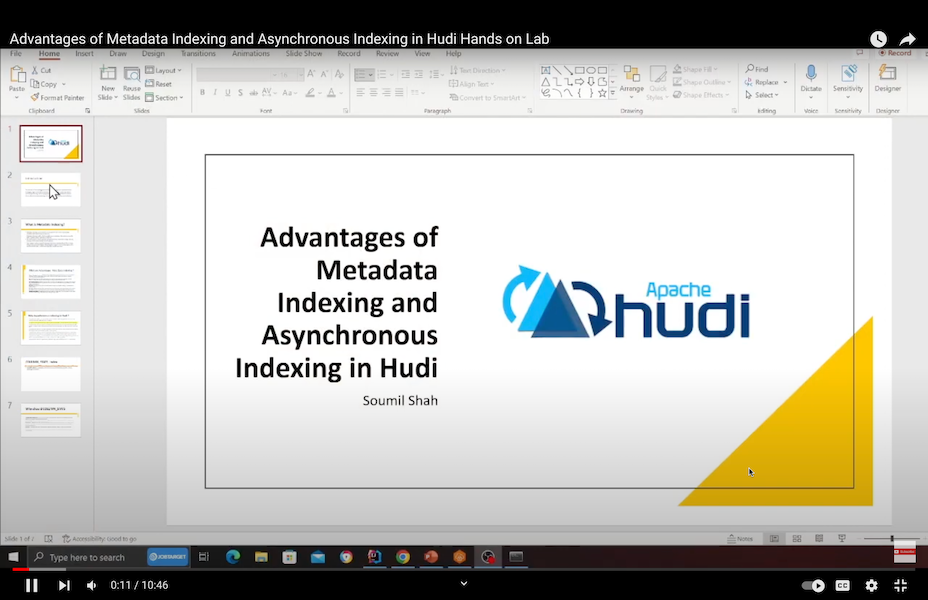 Advantages of Metadata Indexing and Asynchronous Indexing in Hudi Hands on Lab
File Home Insert Draw Design Transitions Animations Slide Show Record Review View Help Record
Cut
Copy
Format Painter
Paste
Clipboard
New
Slide
Reuse
Slides
Layout
Reset
Section
Slides
B I U S
Font
Text Direction
Align Text
Convert to SmartArt
Paragraph
Arrange
Quick
Styles
Shape Fill
Shape Outline
Shape Effects
Drawing
Find
Replace
Select
Editing
Dictate
Voice
Sensitivity
Sensitivity
Designer
Designer
1
2
3
4
5
6
7
Advantages of
Metadata
Indexing and
Asynchronous
Indexing in Hudi
Soumil Shah
Apache
hudi
Slide 1 of 7
Accessibility: Good to go
Notes
Type here to search
JOBTARGET
0:11 / 10:46
CC